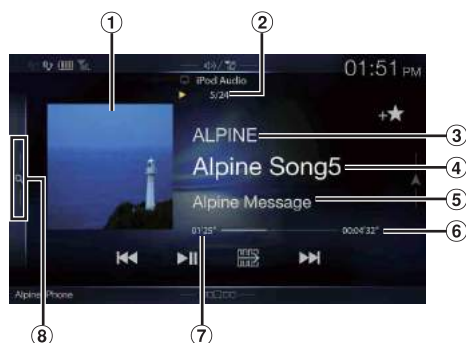 1
2
iPod Audio
5/24
01:51 PM
3
ALPINE
4
Alpine Song5
5
Alpine Message
6
01'25"
00:04'32"
Alpine Phone
8
7